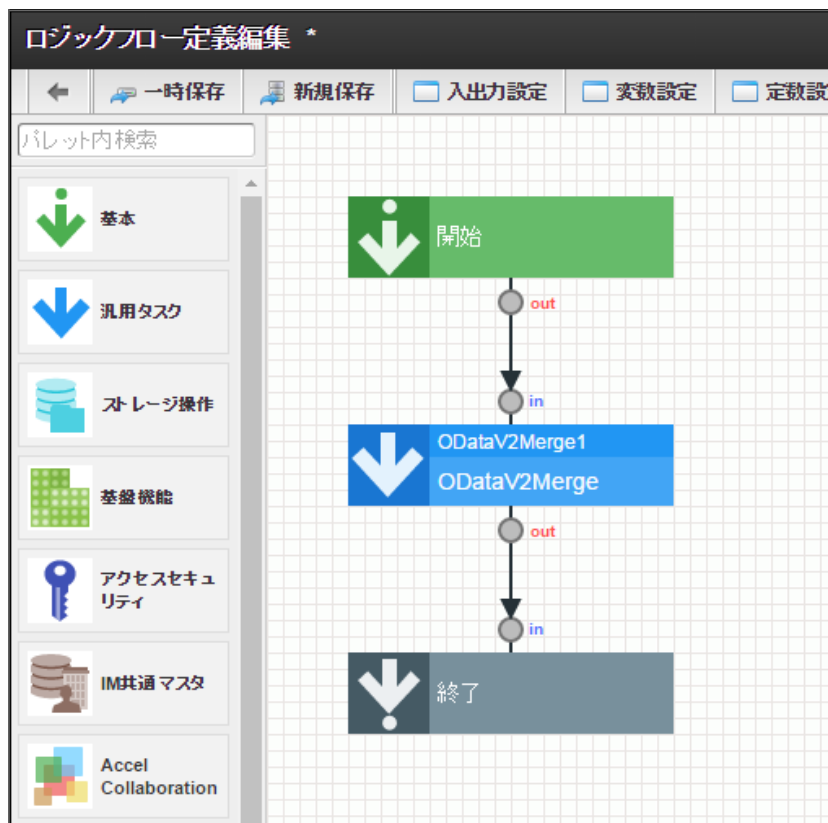 ロジックフロー定義編集 *
一時保存 新規保存 入出力設定 変数設定 定数設
パレット内検索
基本
汎用タスク
ストレージ操作
基盤機能
アクセスセキュ
リティ
IM共通マスタ
Accel
Collaboration
開始
out
in
ODataV2Merge1
ODataV2Merge
out
in
終了